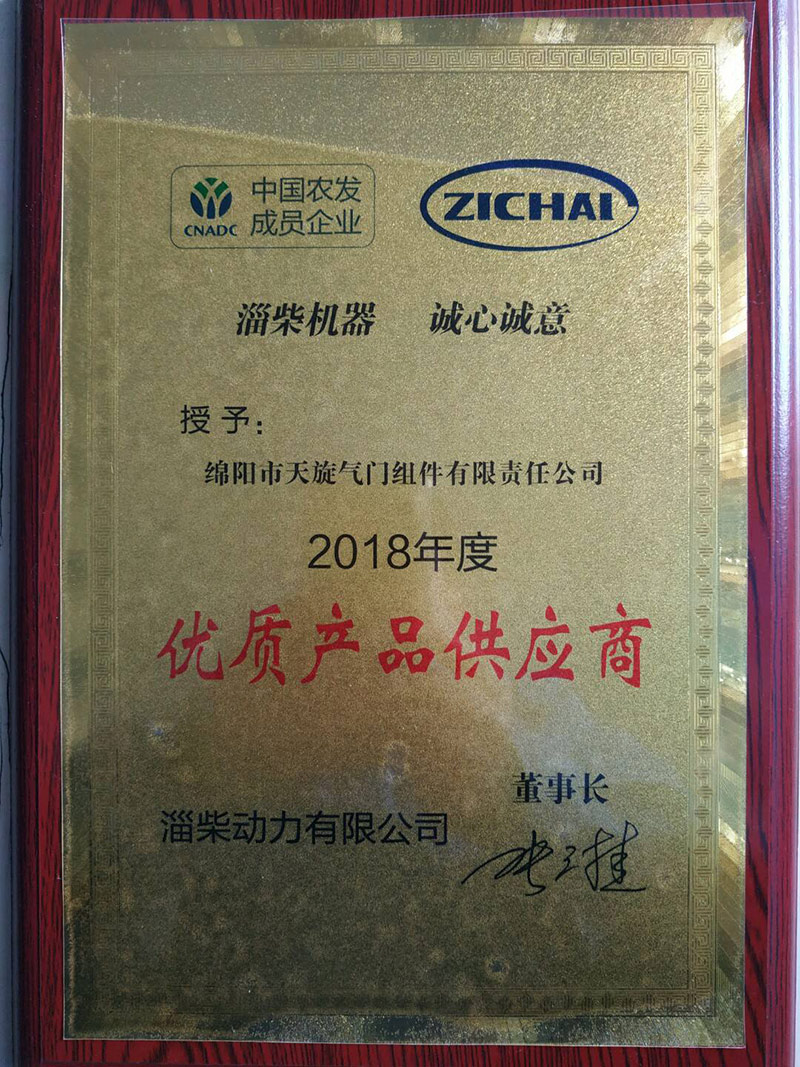 中国农发
成员企业
CNADC
ZICHAI
淄柴机器 诚心诚意
授予：
绵阳市天旋气门组件有限责任公司
2018年度
优质产品供应商
董事长
淄柴动力有限公司